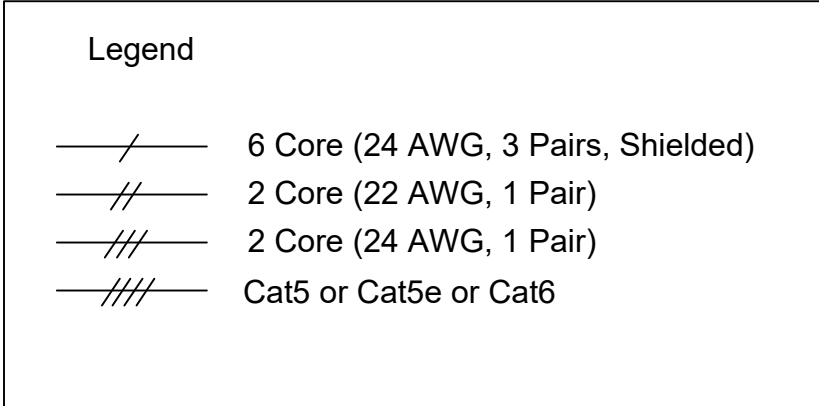 Legend
6 Core (24 AWG, 3 Pairs, Shielded)
2 Core (22 AWG, 1 Pair)
2 Core (24 AWG, 1 Pair)
Cat5 or Cat5e or Cat6